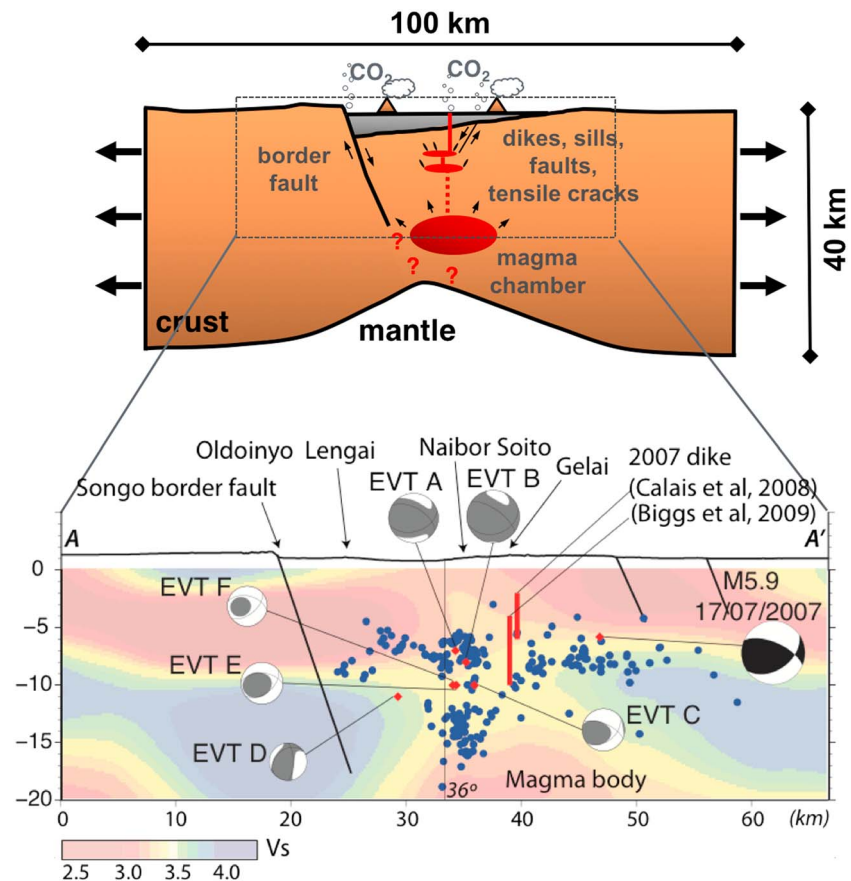 100 km
CO2
CO2
border
fault
dikes, sills,
faults,
tensile cracks
40 km
?
?
?
magma
chamber
crust
mantle
Oldoinyo Lengai
Naibor Soito
Songo border fault
EVT A
EVT B
Gelai
2007 dike
(Calais et al, 2008)
(Biggs et al, 2009)
A
A'
0
EVT F
M5.9
17/07/2007
−5
EVT E
−10
EVT C
EVT D
−15
Magma body
36º
−20
0
10
20
30
40
50
60
(km)
Vs
2.5 3.0 3.5 4.0